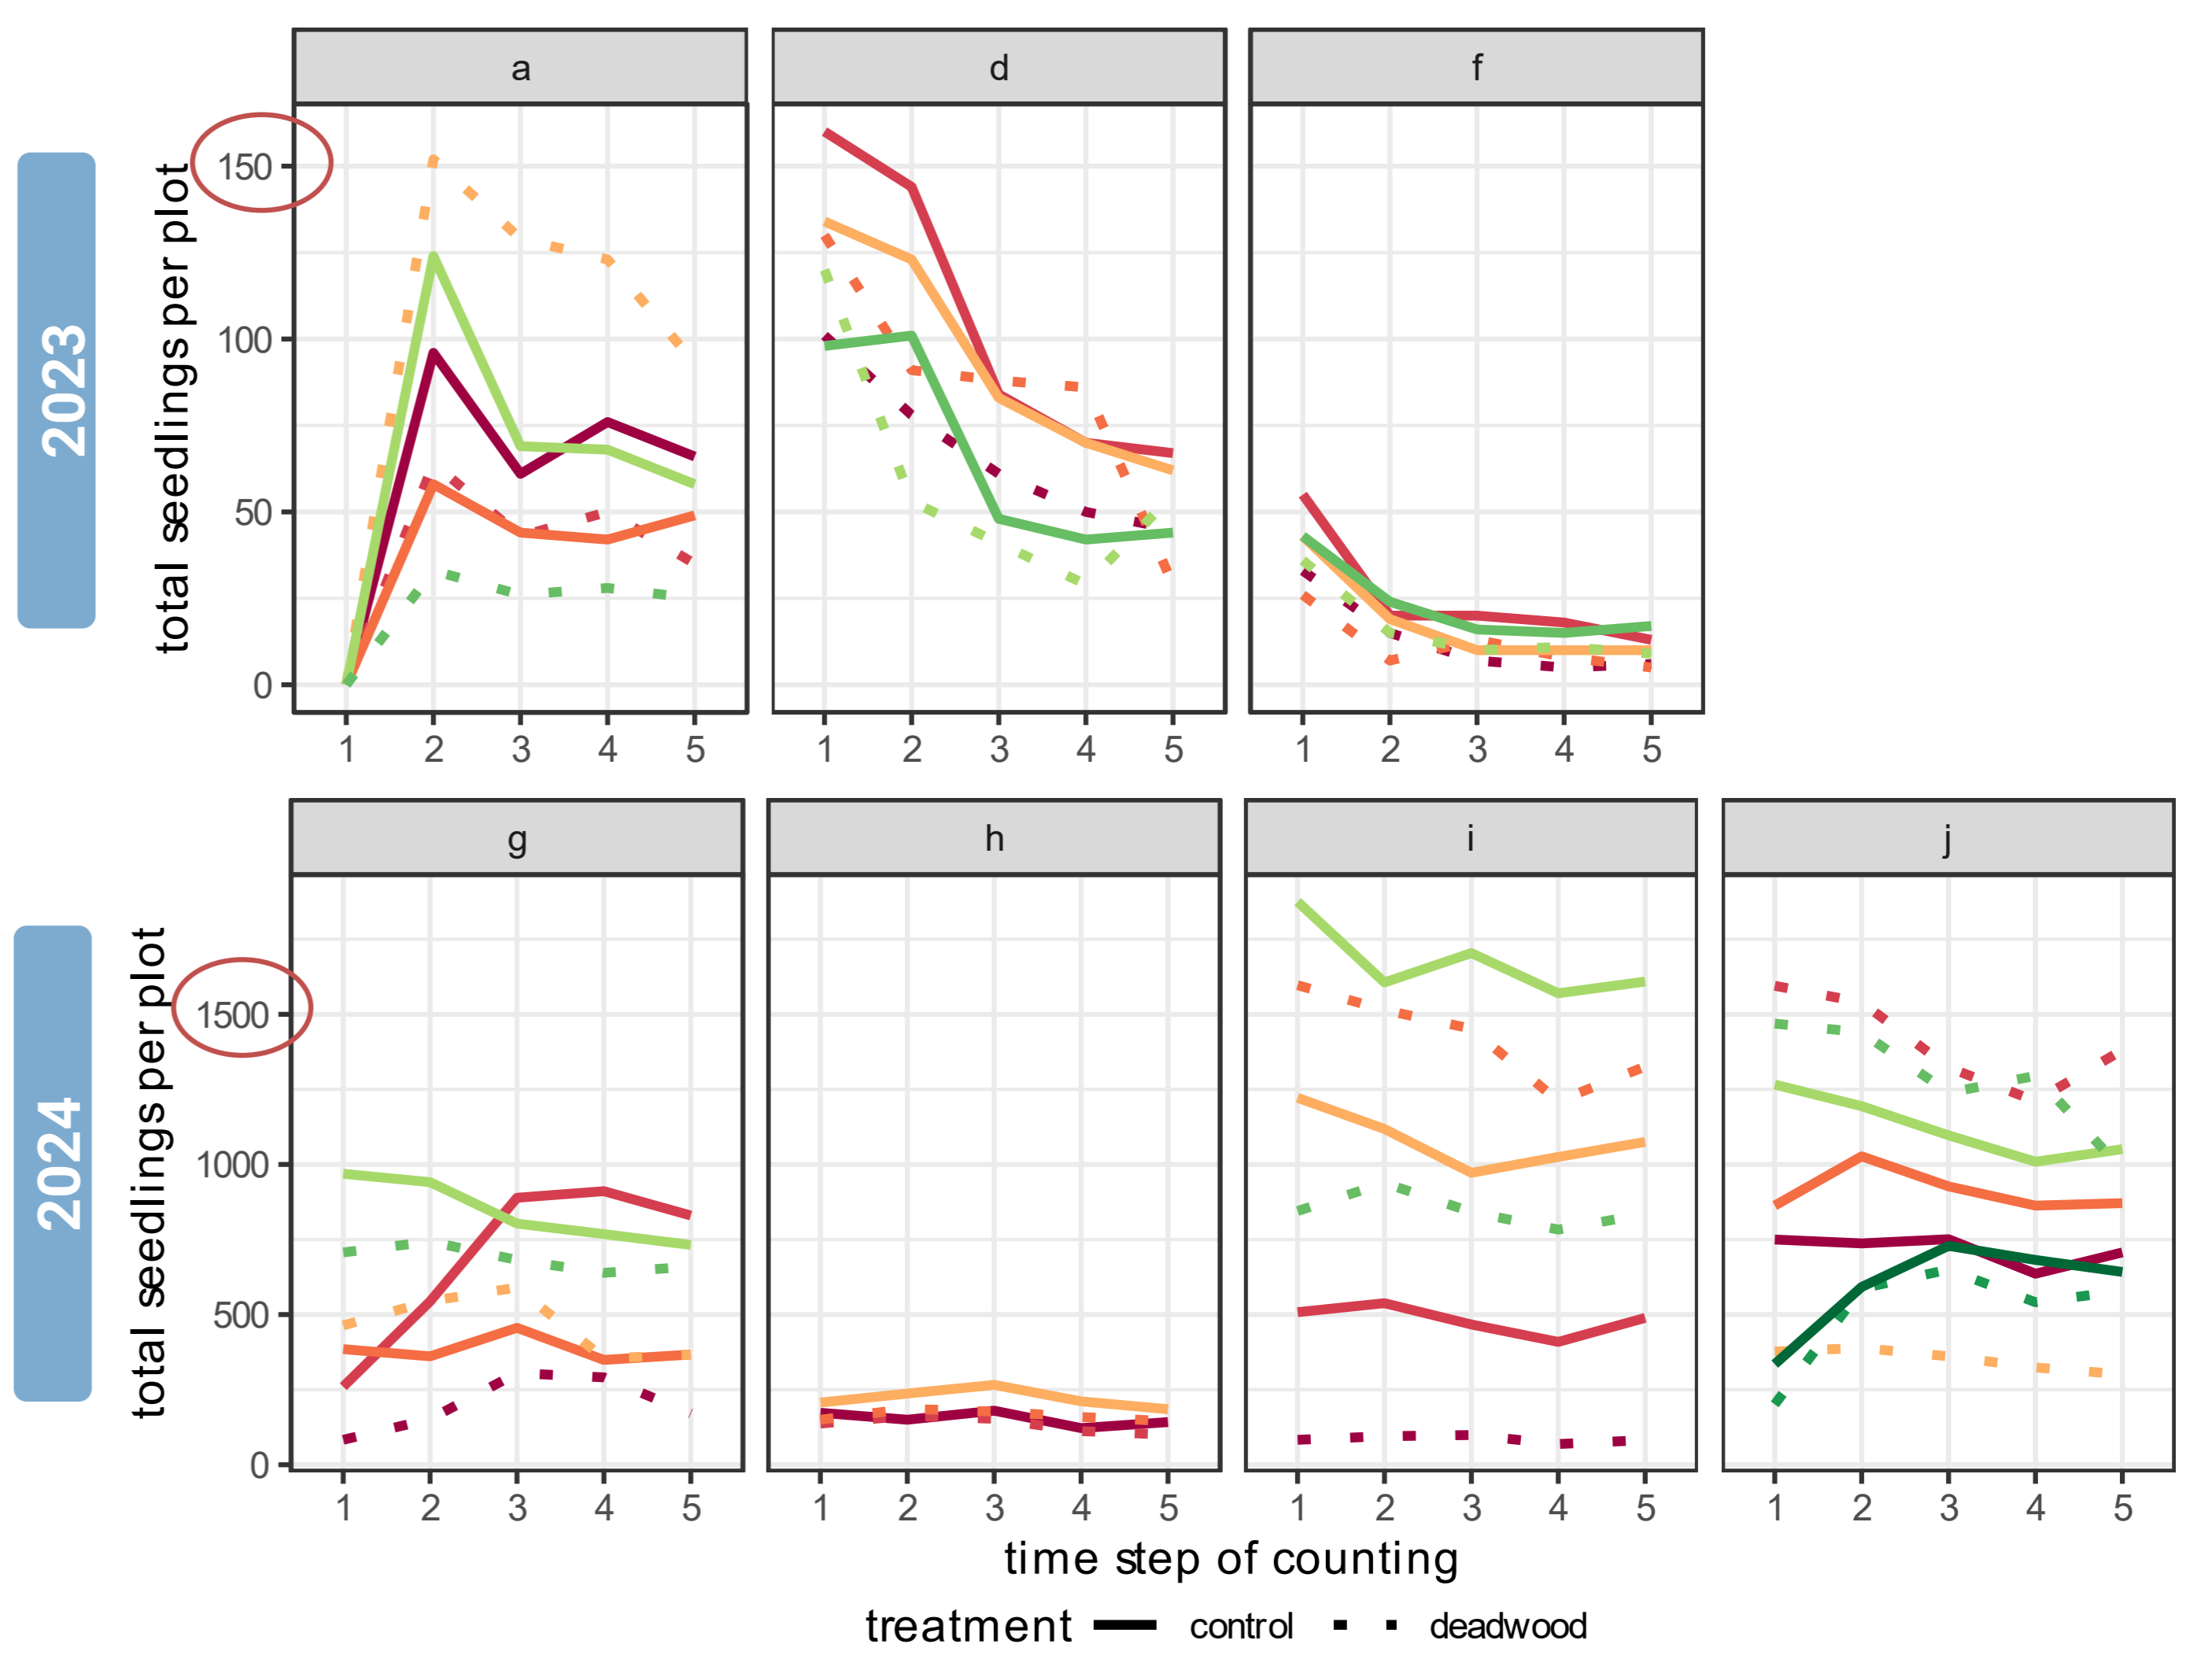 a d f
2023
total seedlings per plot
150
100
50
0
1 2 3 4 5
1 2 3 4 5
1 2 3 4 5
g h i j
2024
total seedlings per plot
1500
1000
500
0
1 2 3 4 5
1 2 3 4 5
1 2 3 4 5
1 2 3 4 5
time step of counting
treatment control deadwood